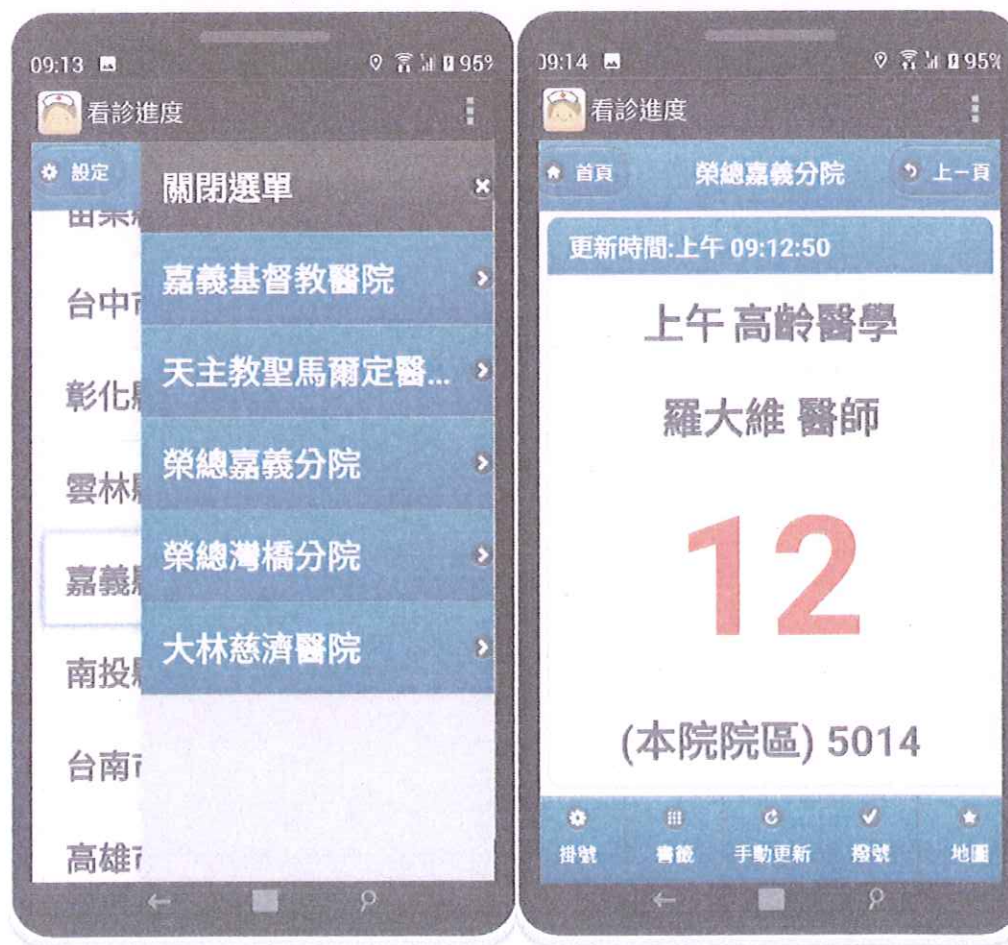 09:13
95%
看診進度
設定
關閉選單
台中市
彰化縣
雲林縣
嘉義縣
南投縣
台南市
高雄市
嘉義基督教醫院
天主教聖馬爾定醫...
榮總嘉義分院
榮總灣橋分院
大林慈濟醫院
09:14
95%
看診進度
首頁
榮總嘉義分院
上一頁
更新時間:上午 09:12:50
上午 高齡醫學
羅大維 醫師
12
(本院院區) 5014
掛號
書籤
手動更新
撥號
地圖